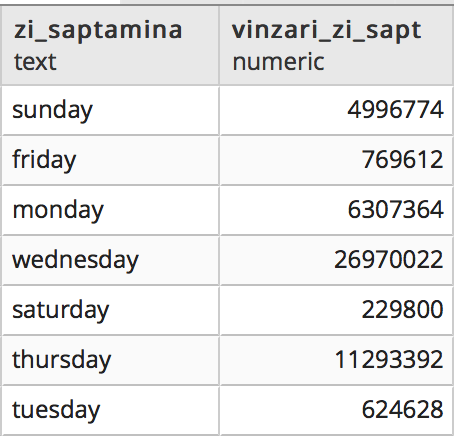 zi_saptamina vinzari_zi_sapt
text numeric
sunday 4996774
friday 769612
monday 6307364
wednesday 26970022
saturday 229800
thursday 11293392
tuesday 624628